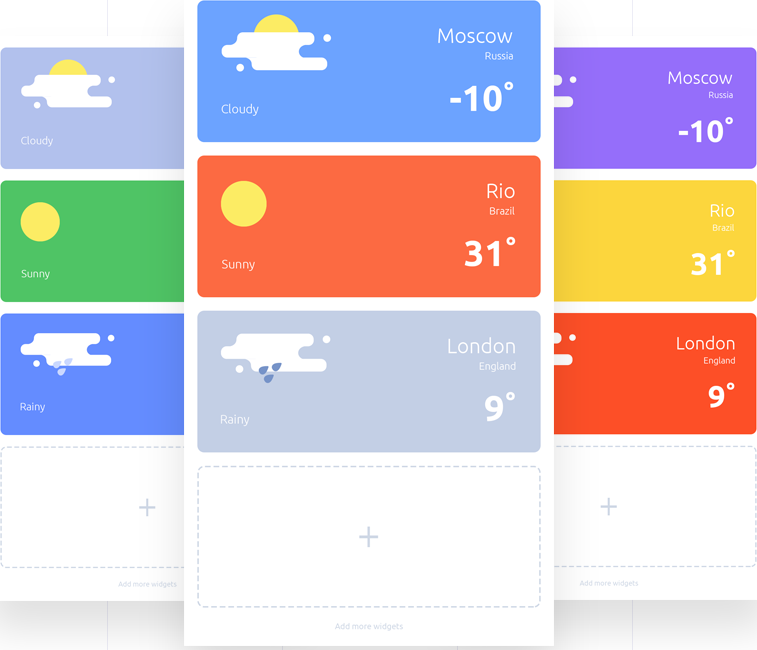 Cloudy
Sunny
Rainy
Add more widgets
Moscow
Russia
-10°
Cloudy
Rio
Brazil
31°
Sunny
London
England
9°
Rainy
Add more widgets
Moscow
Russia
-10°
Rio
Brazil
31°
London
England
9°
Add more widgets